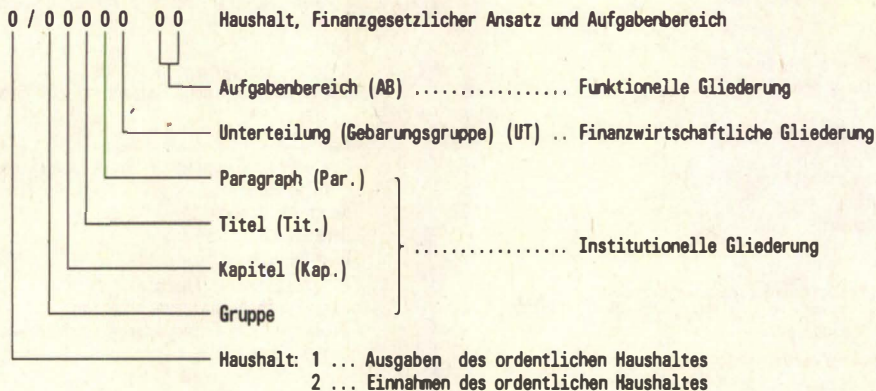 0 / 0 0 0 0 0 0 0 Haushalt, Finanzgesetzlicher Ansatz und Aufgabenbereich
Aufgabenbereich (AB) ................. Funktionelle Gliederung
Unterteilung (Gebarungsgruppe) (UT) .. Finanzwirtschaftliche Gliederung
Paragraph (Par.)
Titel (Tit.)
................. Institutionelle Gliederung
Kapitel (Kap.)
Gruppe
Haushalt: 1 ... Ausgaben des ordentlichen Haushaltes
2 ... Einnahmen des ordentlichen Haushaltes